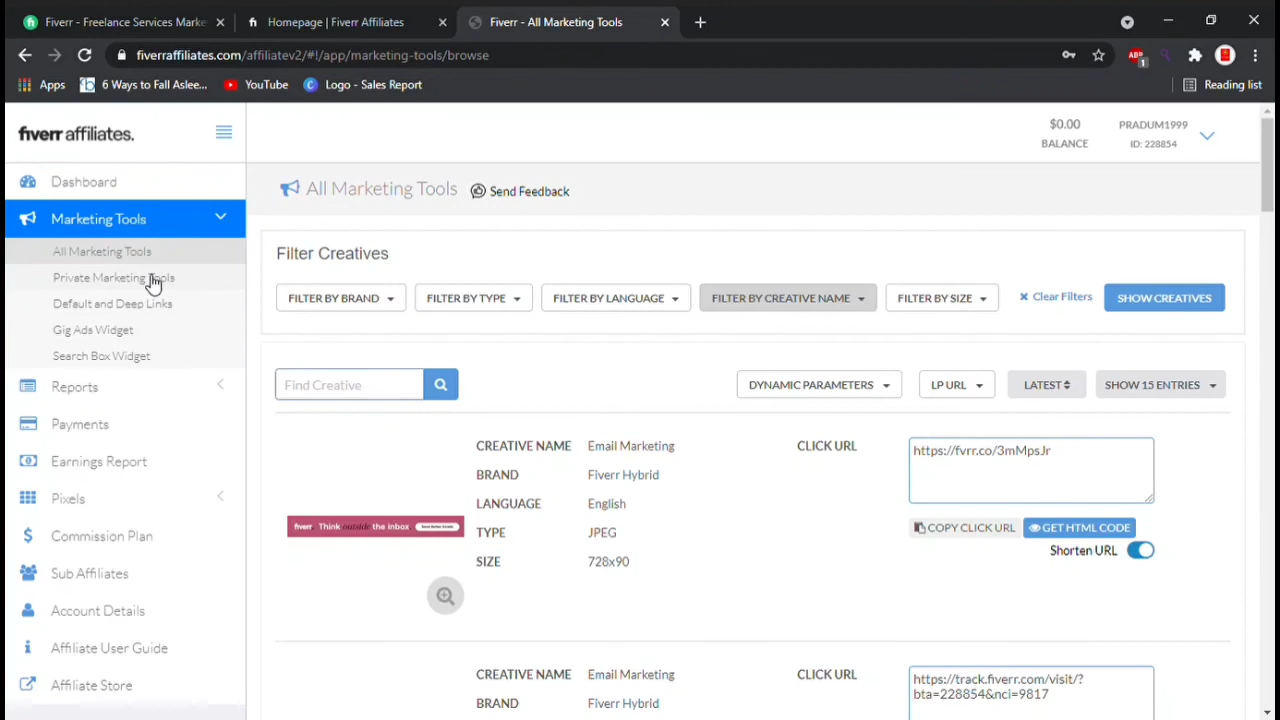 Fiverr - Freelance Services Marke
Homepage | Fiverr Affiliates
Fiverr - All Marketing Tools
fiverraffiliates.com/affiliatev2/#!/app/marketing-tools/browse
ABP
1
Apps
6 Ways to Fall Aslee...
YouTube
Logo - Sales Report
Reading list
fiverr affiliates.
$0.00
BALANCE
PRADUM1999
ID: 228854
Dashboard
Marketing Tools
All Marketing Tools
Private Marketing Tools
Default and Deep Links
Gig Ads Widget
Search Box Widget
Reports
Payments
Earnings Report
Pixels
Commission Plan
Sub Affiliates
Account Details
Affiliate User Guide
Affiliate Store
All Marketing Tools
Send Feedback
Filter Creatives
FILTER BY BRAND
FILTER BY TYPE
FILTER BY LANGUAGE
FILTER BY CREATIVE NAME
FILTER BY SIZE
Clear Filters
SHOW CREATIVES
Find Creative
DYNAMIC PARAMETERS
LP URL
LATEST
SHOW 15 ENTRIES
fiverr. Think outside the inbox.
CREATIVE NAME Email Marketing
BRAND Fiverr Hybrid
LANGUAGE English
TYPE JPEG
SIZE 728x90
CLICK URL
https://fvrr.co/3mMpsJr
COPY CLICK URL
GET HTML CODE
Shorten URL
CREATIVE NAME Email Marketing
BRAND Fiverr Hybrid
CLICK URL
https://track.fiverr.com/visit/?
bta=228854&nci=9817